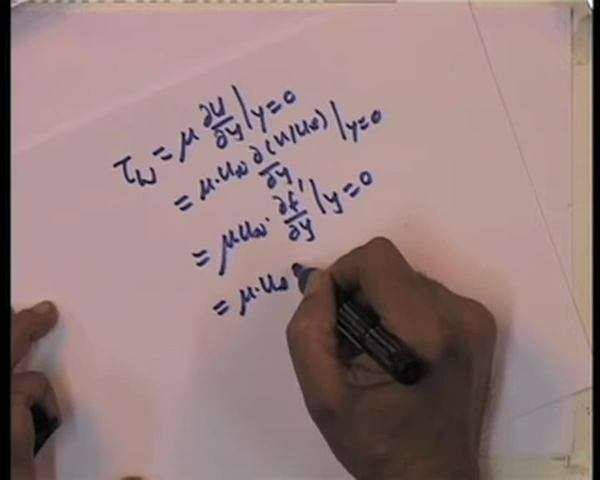 τw = μ ∂u/∂y |y=0
= μ·u∞ ∂(u/u∞)/∂y |y=0
= μu∞· ∂f'/∂y |y=0
= μ·u∞